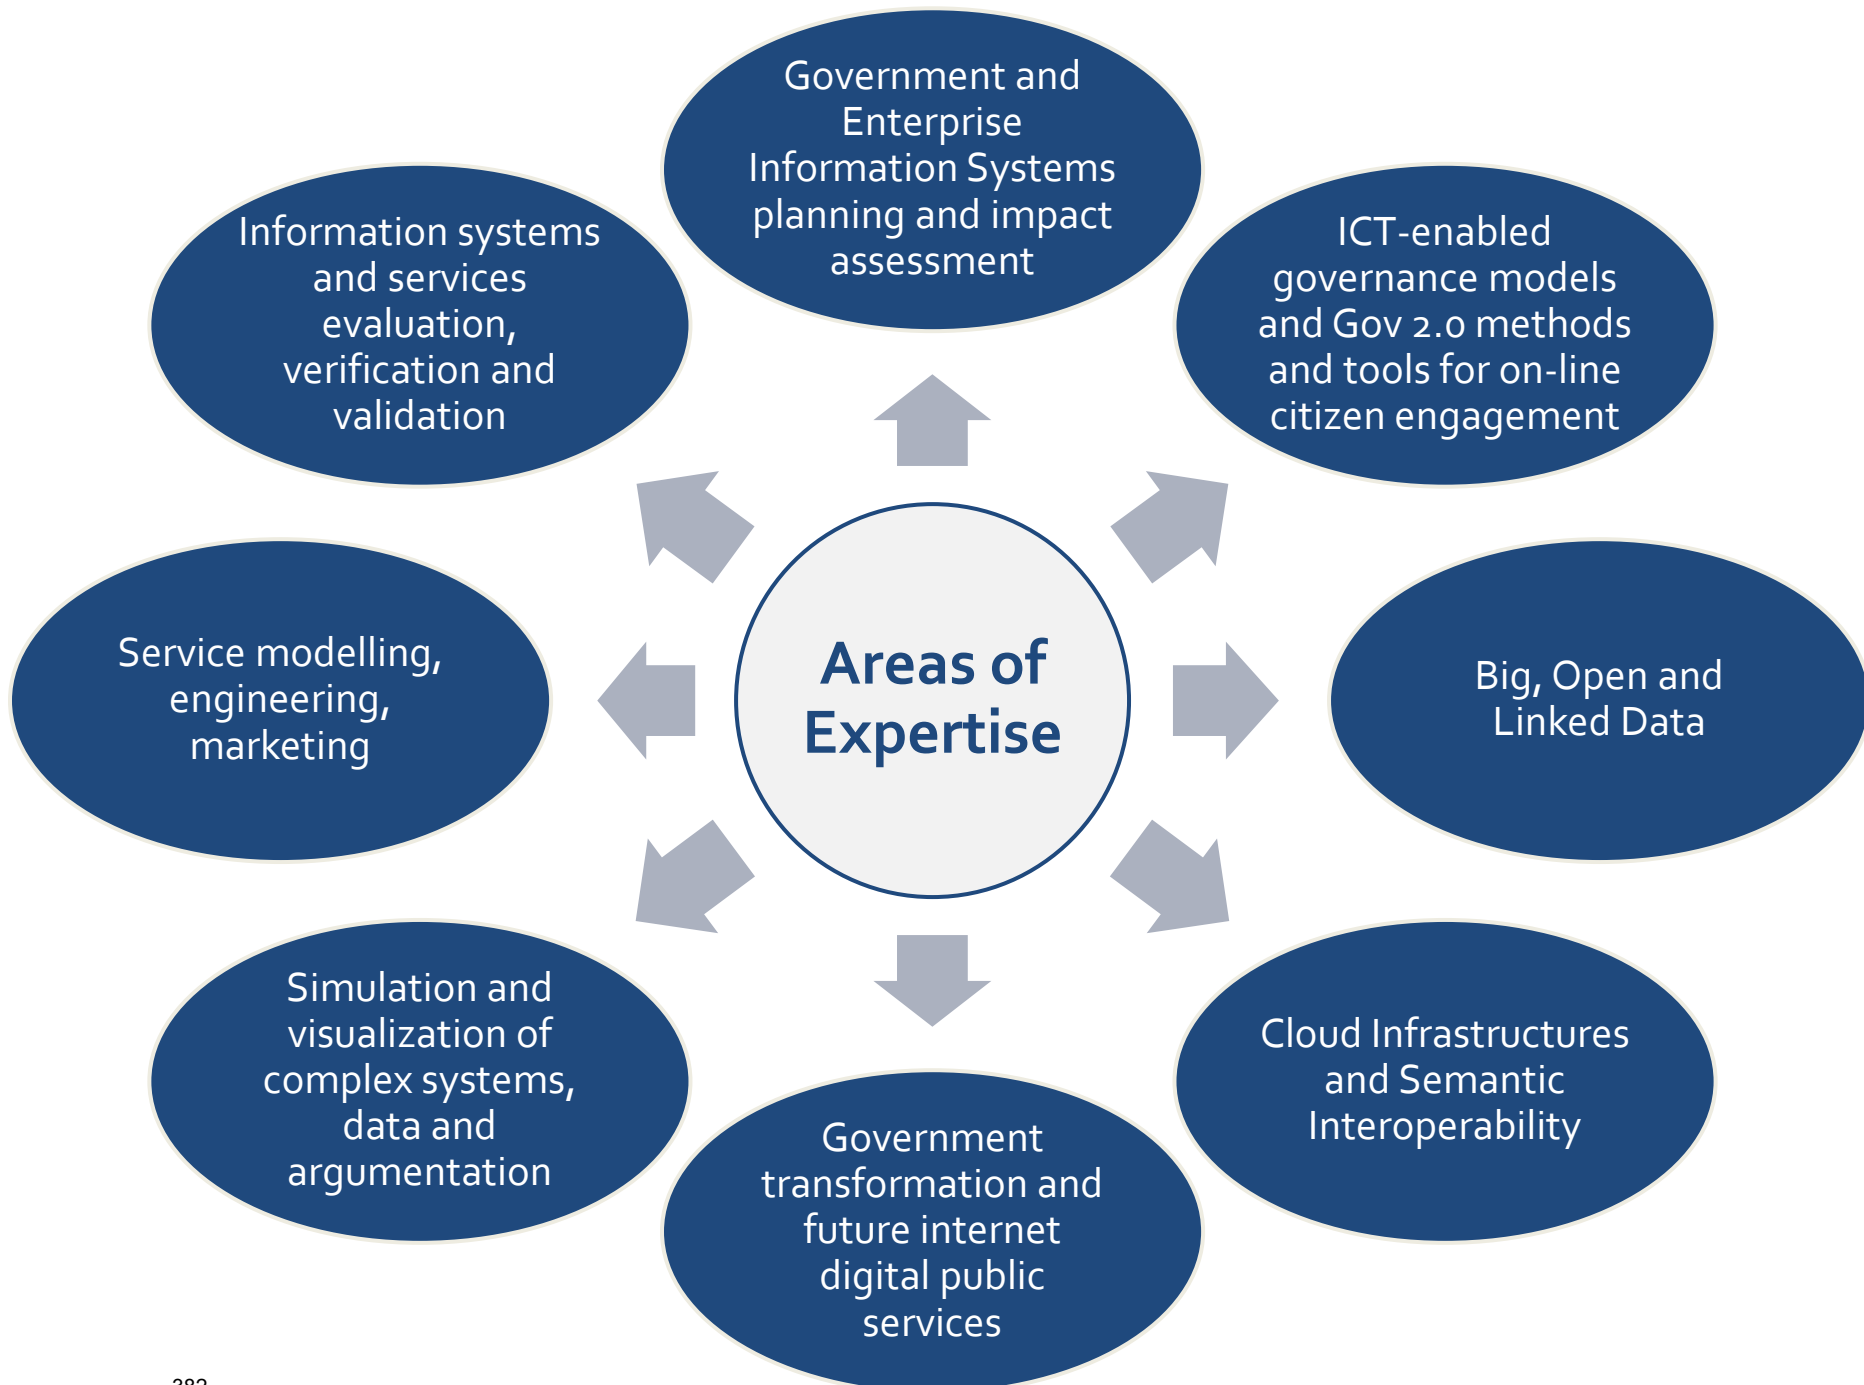 Government and
Enterprise
Information Systems
planning and impact
assessment
ICT-enabled
governance models
and Gov 2.0 methods
and tools for on-line
citizen engagement
Big, Open and
Linked Data
Cloud Infrastructures
and Semantic
Interoperability
Government
transformation and
future internet
digital public
services
Simulation and
visualization of
complex systems,
data and
argumentation
Service modelling,
engineering,
marketing
Information systems
and services
evaluation,
verification and
validation
Areas of
Expertise
382